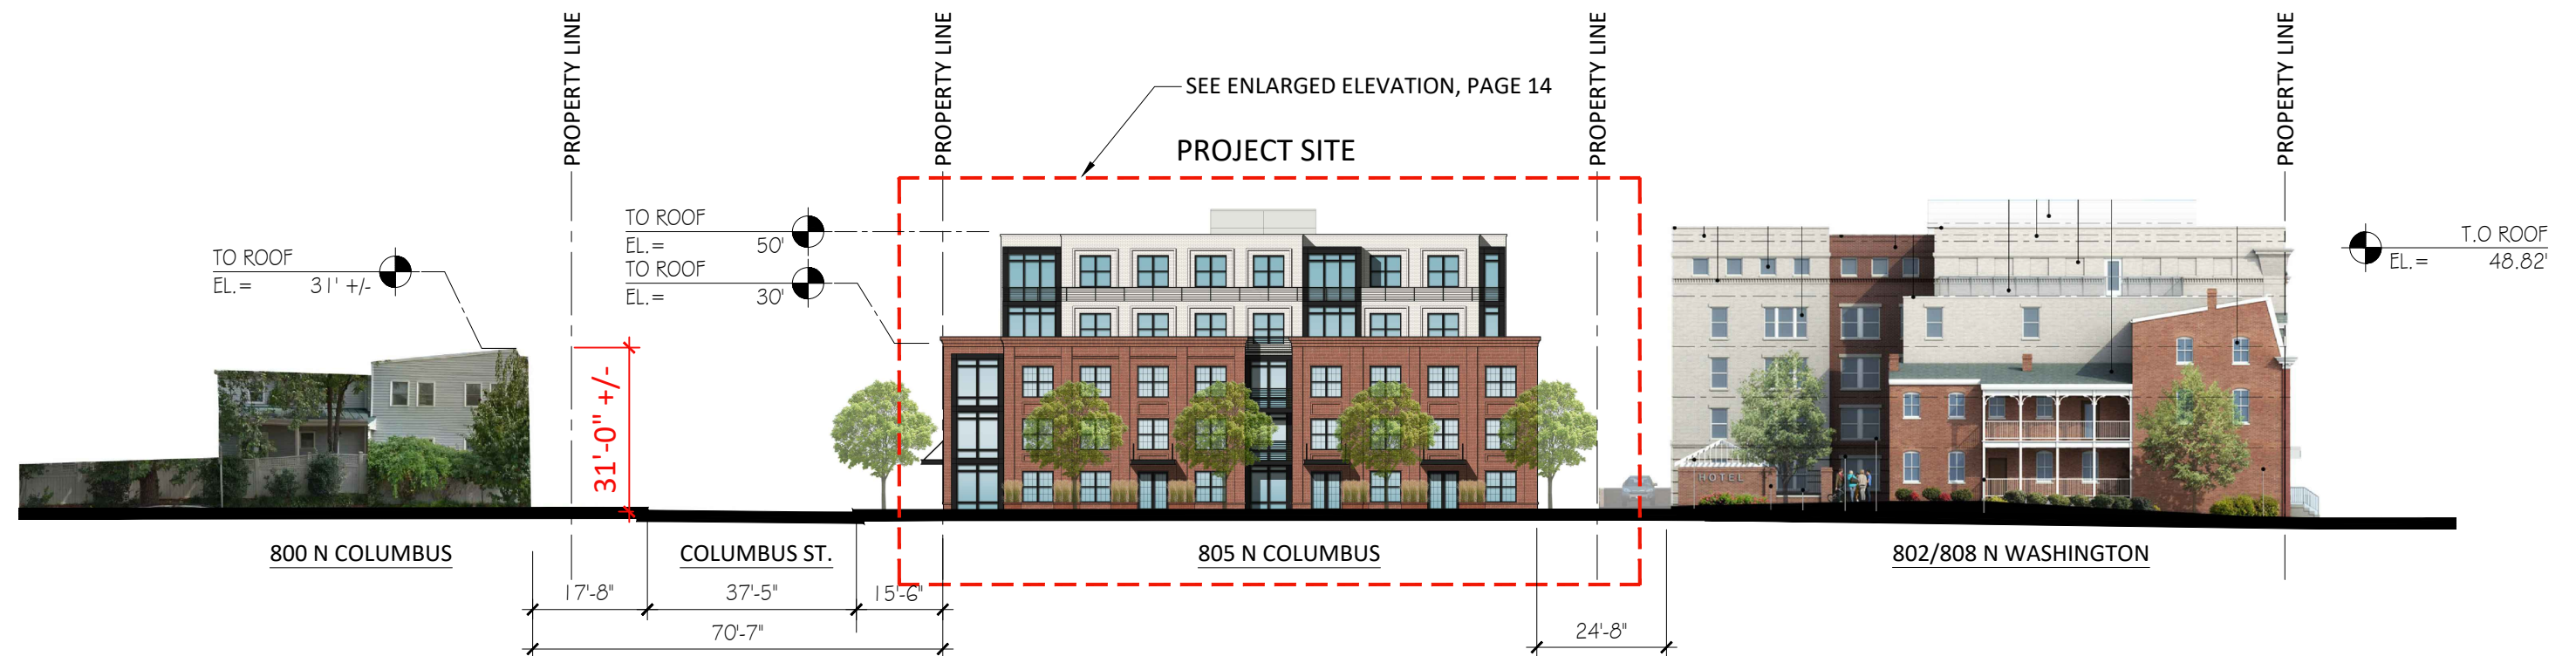 PROPERTY LINE
PROPERTY LINE
PROPERTY LINE
PROPERTY LINE
SEE ENLARGED ELEVATION, PAGE 14
PROJECT SITE
TO ROOF
EL.= 50'
TO ROOF
EL.= 30'
TO ROOF
EL.= 31' +/-
T.O ROOF
EL.= 48.82'
31'-0" +/-
HOTEL
800 N COLUMBUS
COLUMBUS ST.
805 N COLUMBUS
802/808 N WASHINGTON
17'-8"
37'-5"
15'-6"
70'-7"
24'-8"